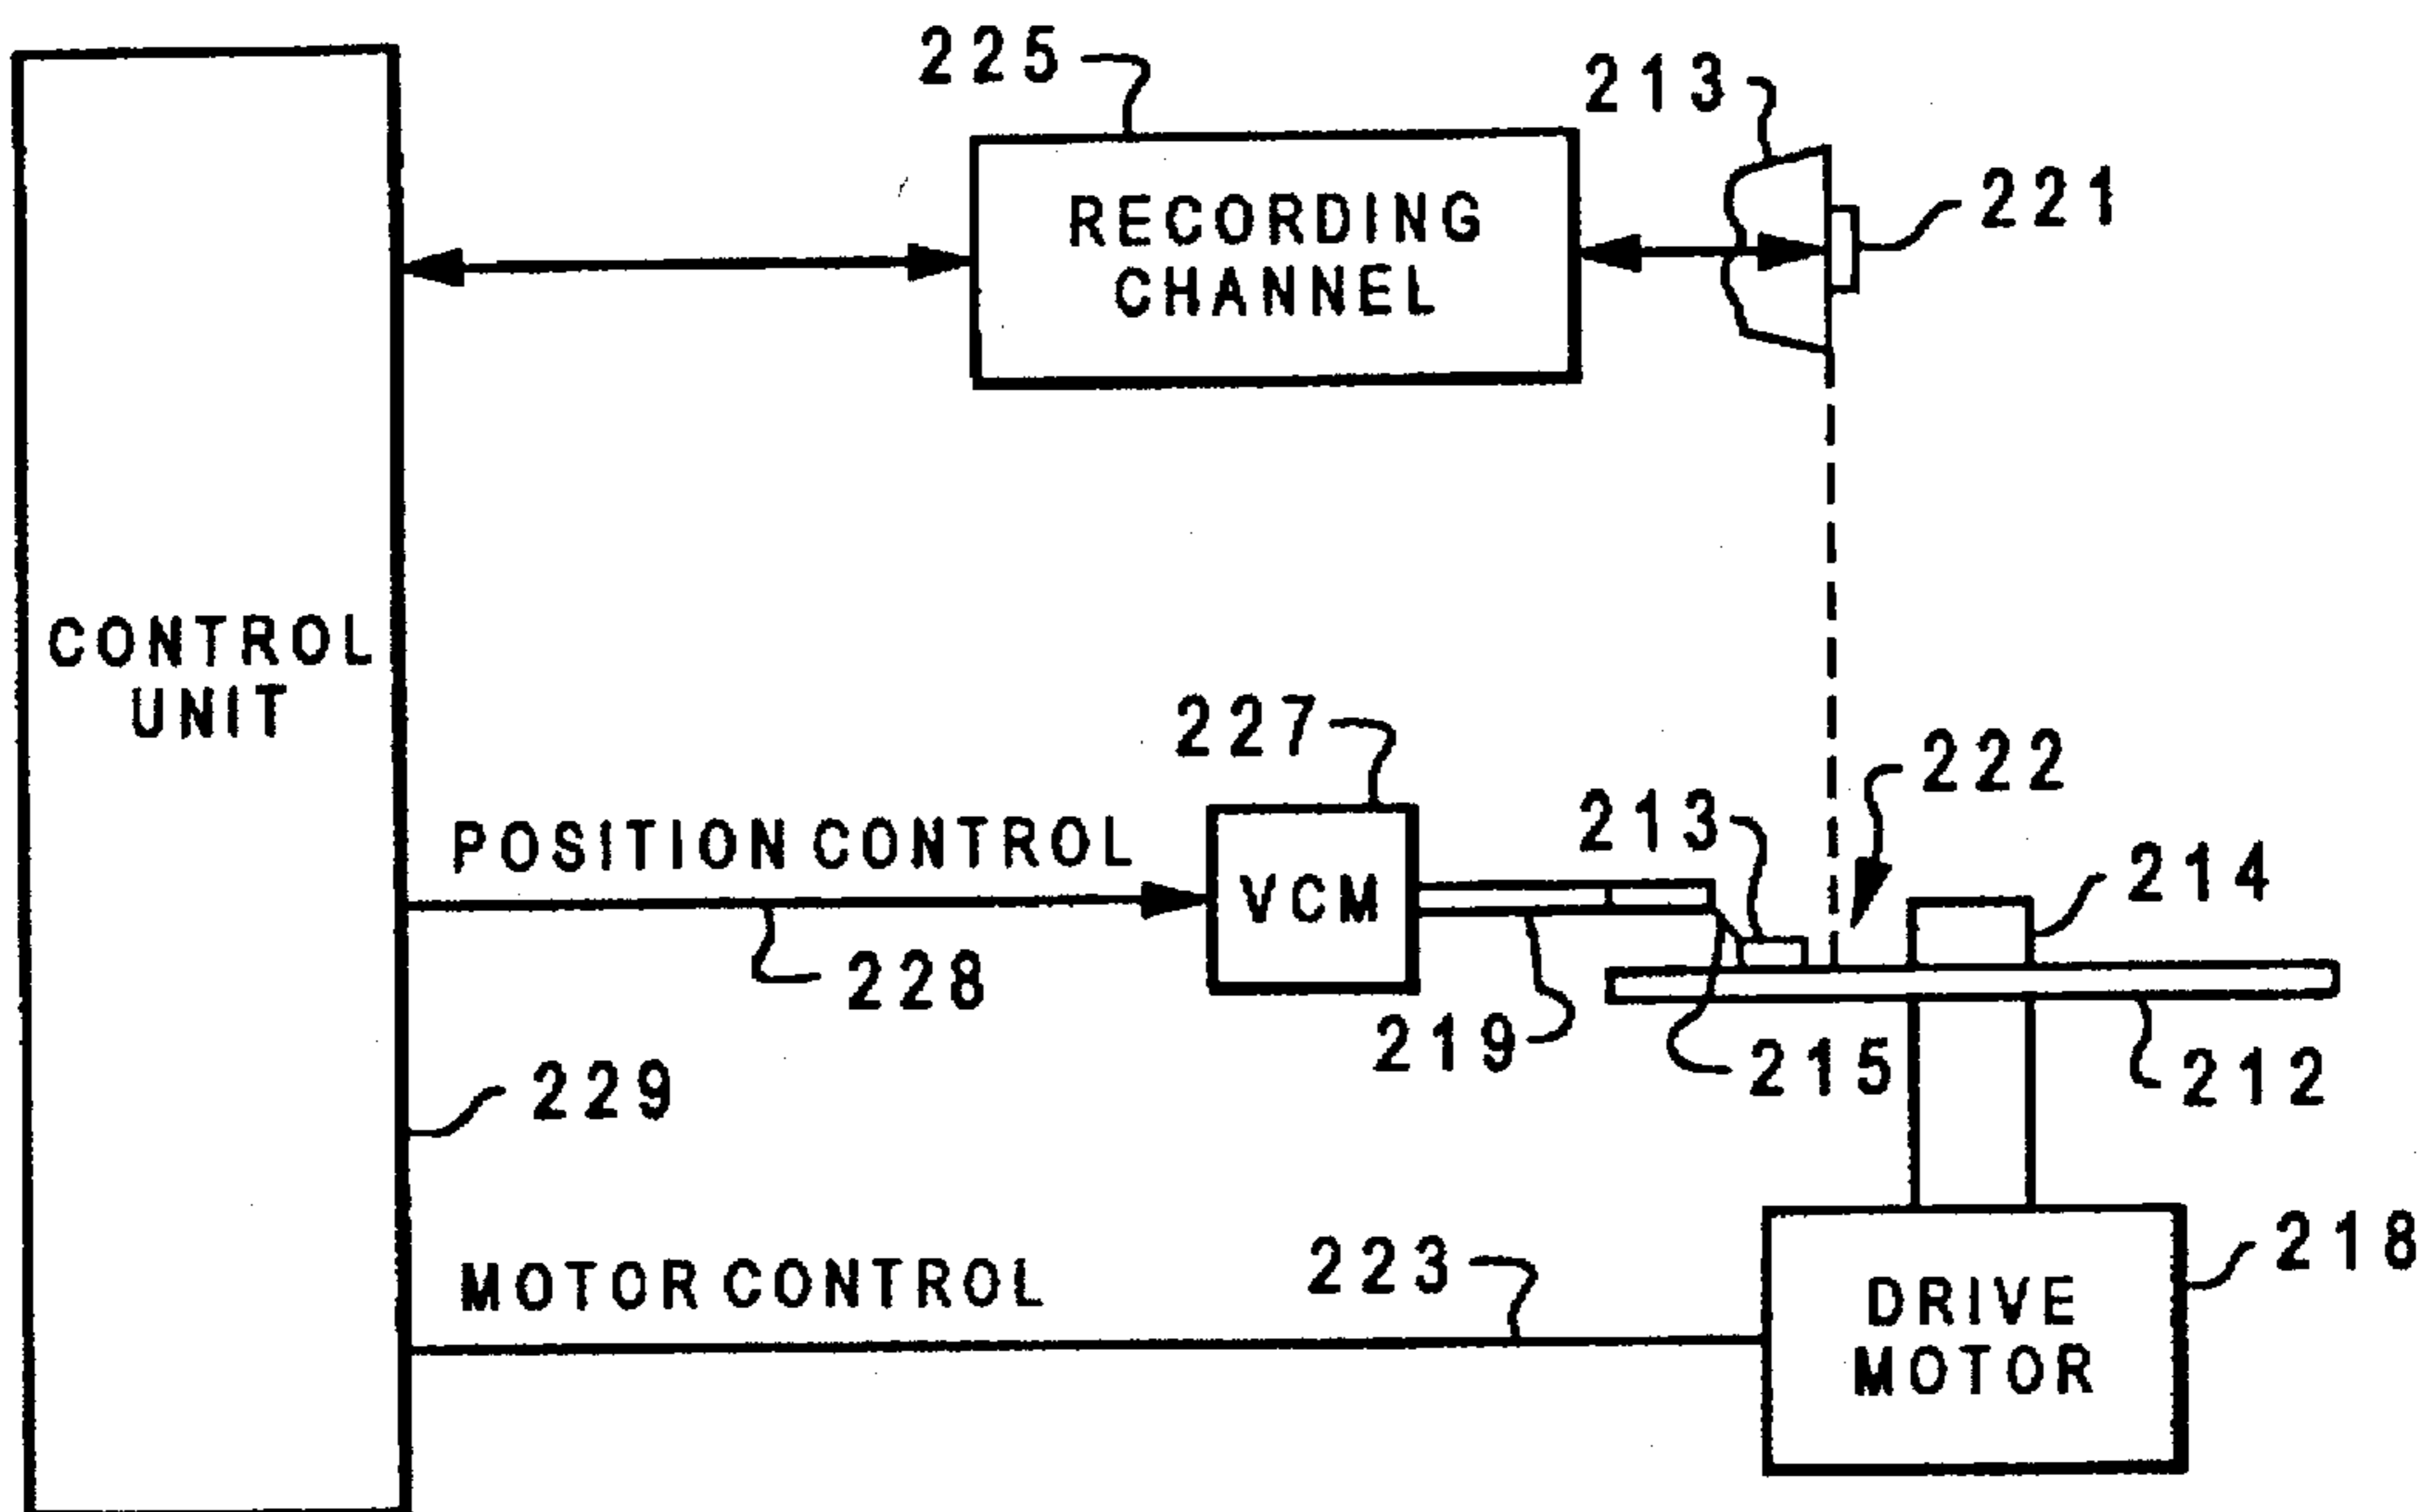 225
213
221
RECORDING
CHANNEL
CONTROL
UNIT
227
222
213
214
POSITION CONTROL
VCM
228
219
215
212
229
MOTOR CONTROL
223
218
DRIVE
MOTOR